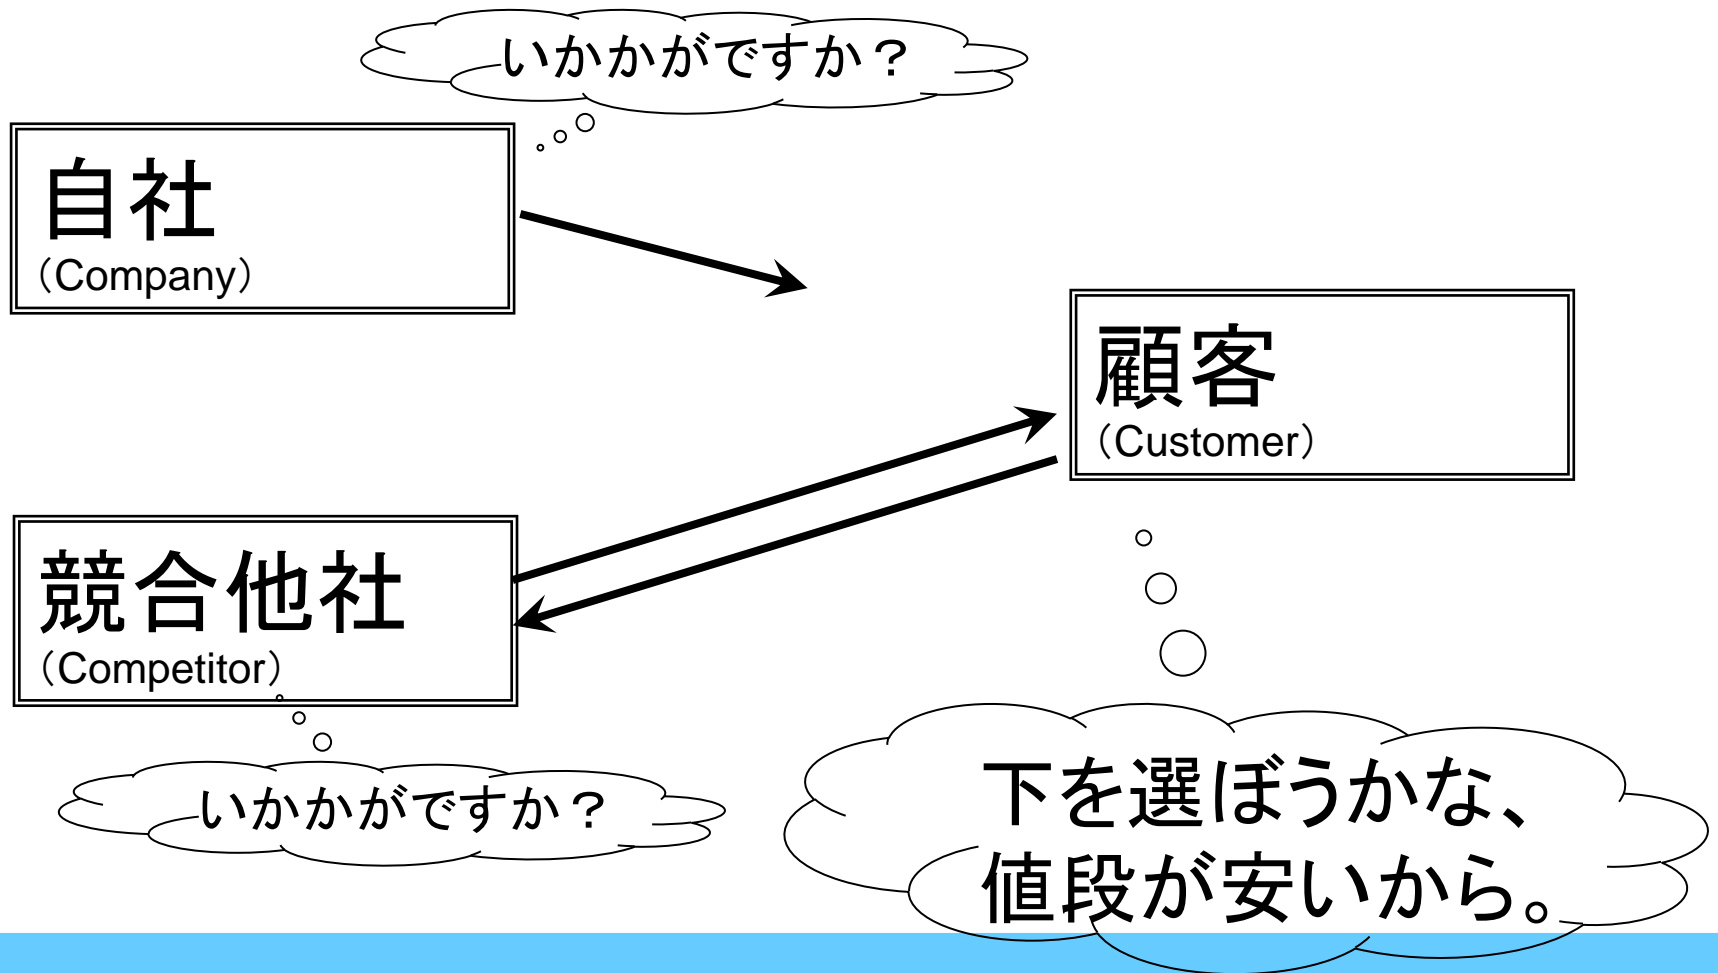 いかかがですか？
自社
（Company）
顧客
（Customer）
競合他社
（Competitor）
いかかがですか？
下を選ぼうかな、
値段が安いから。